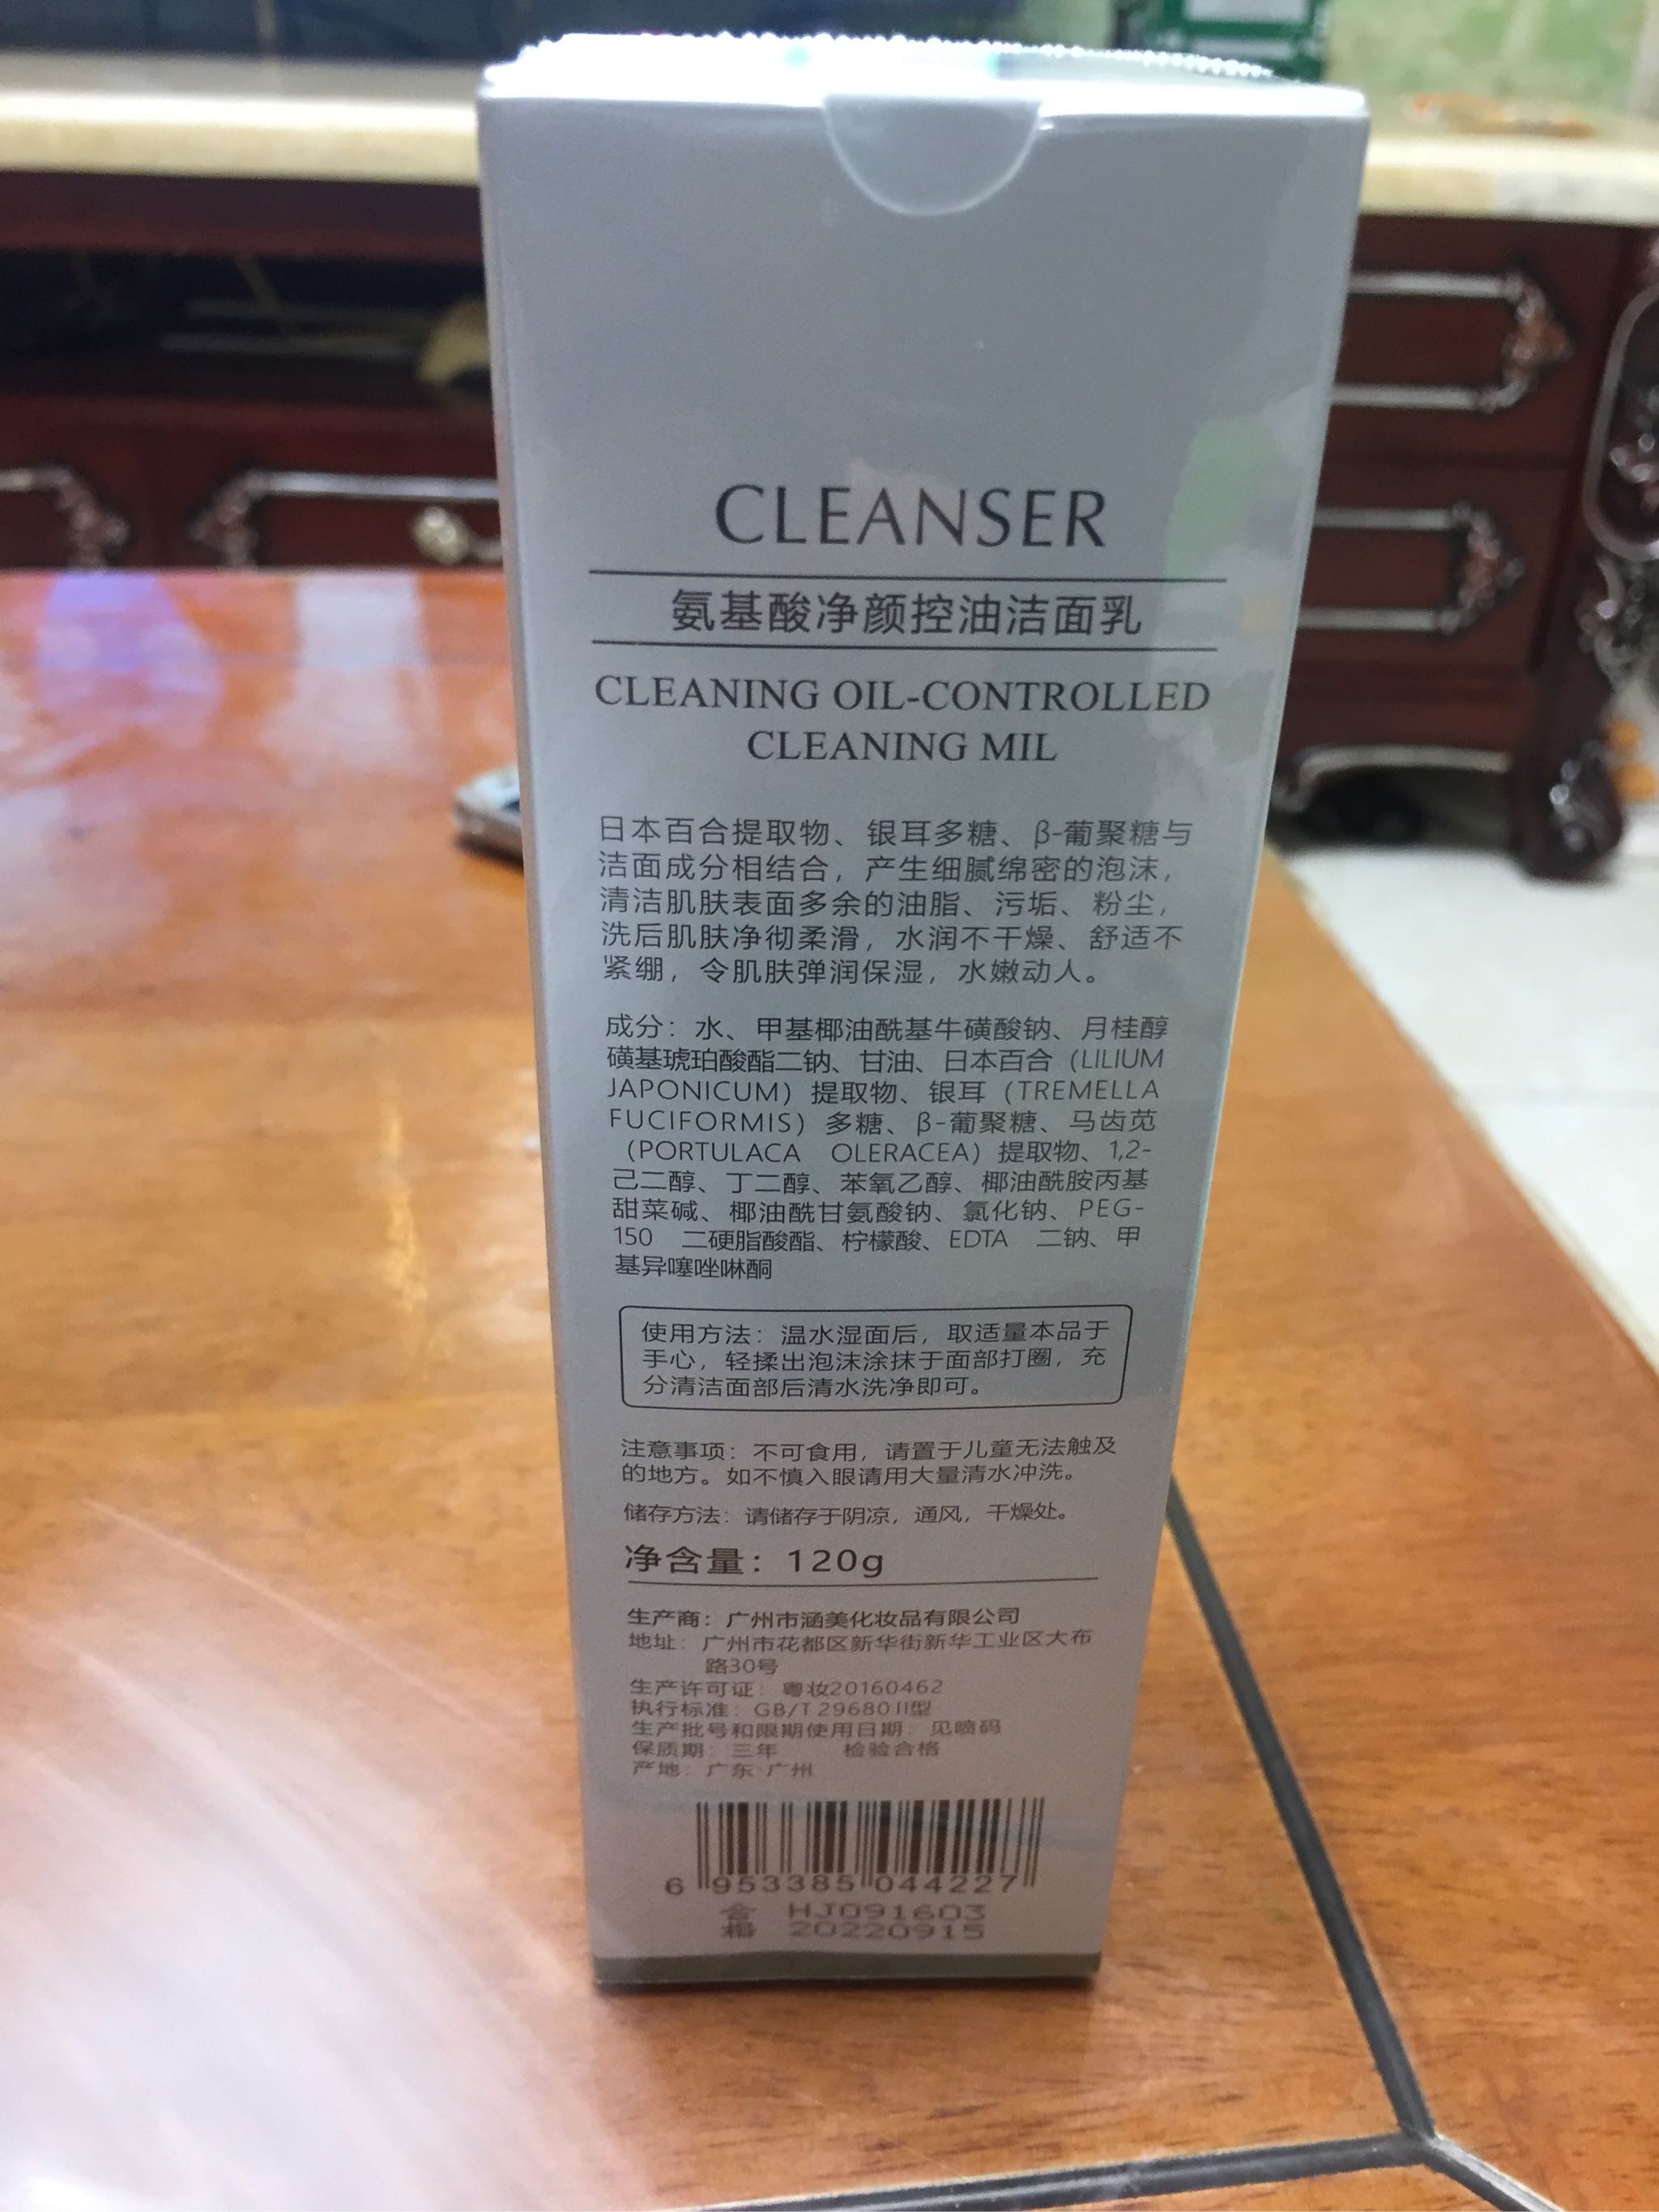 CLEANSER
氨基酸净颜控油洁面乳
CLEANING OIL-CONTROLLED
CLEANING MIL
日本百合提取物、银耳多糖、β-葡聚糖与
洁面成分相结合，产生细腻绵密的泡沫，
清洁肌肤表面多余的油脂、污垢、粉尘，
洗后肌肤净彻柔滑，水润不干燥、舒适不
紧绷，令肌肤弹润保湿，水嫩动人。
成分：水、甲基椰油酰基牛磺酸钠、月桂醇
磺基琥珀酸酯二钠、甘油、日本百合（LILIUM
JAPONICUM）提取物、银耳（TREMELLA
FUCIFORMIS）多糖、β-葡聚糖、马齿苋
（PORTULACA OLERACEA）提取物、1,2-
己二醇、丁二醇、苯氧乙醇、椰油酰胺丙基
甜菜碱、椰油酰甘氨酸钠、氯化钠、PEG-
150 二硬脂酸酯、柠檬酸、EDTA 二钠、甲
基异噻唑啉酮
使用方法：温水湿面后，取适量本品于
手心，轻揉出泡沫涂抹于面部打圈，充
分清洁面部后清水洗净即可。
注意事项：不可食用，请置于儿童无法触及
的地方。如不慎入眼请用大量清水冲洗。
储存方法：请储存于阴凉，通风，干燥处。
净含量：120g
生产商：广州市涵美化妆品有限公司
地址：广州市花都区新华街新华工业区大布
路30号
生产许可证：粤妆20160462
执行标准：GB/T 29680 II型
生产批号和限期使用日期：见喷码
保质期：三年 检验合格
产地：广东·广州
6 953385 044227
合 HJ091603
格 20220915